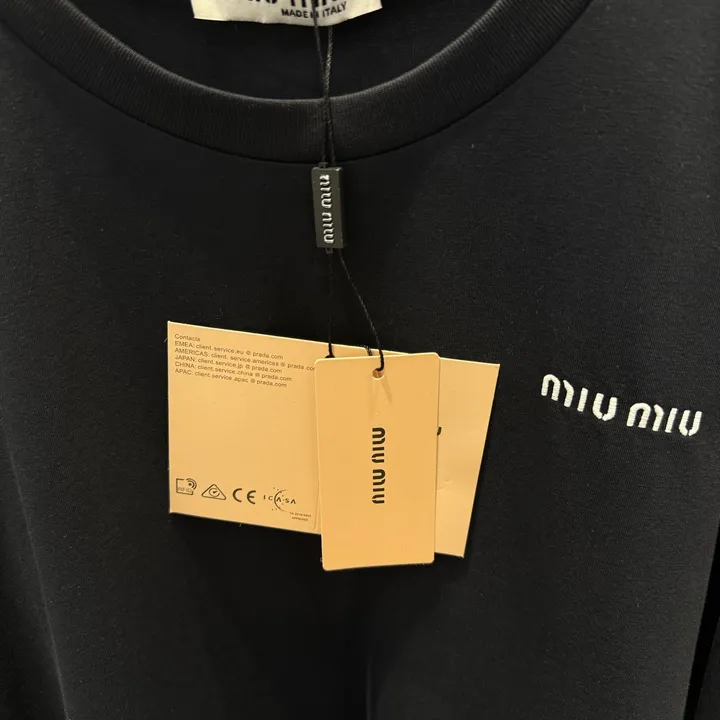 MADE IN ITALY
miu miu
Contacts
EMEA: client.service.eu @ prada.com
AMERICAS: client.service.americas @ prada.co
JAPAN: client.service.jp @ prada.com
CHINA: client.service.china @ prada.com
APAC: client.service.apac @ prada.com
miu miu
miu miu
CE
ICASA